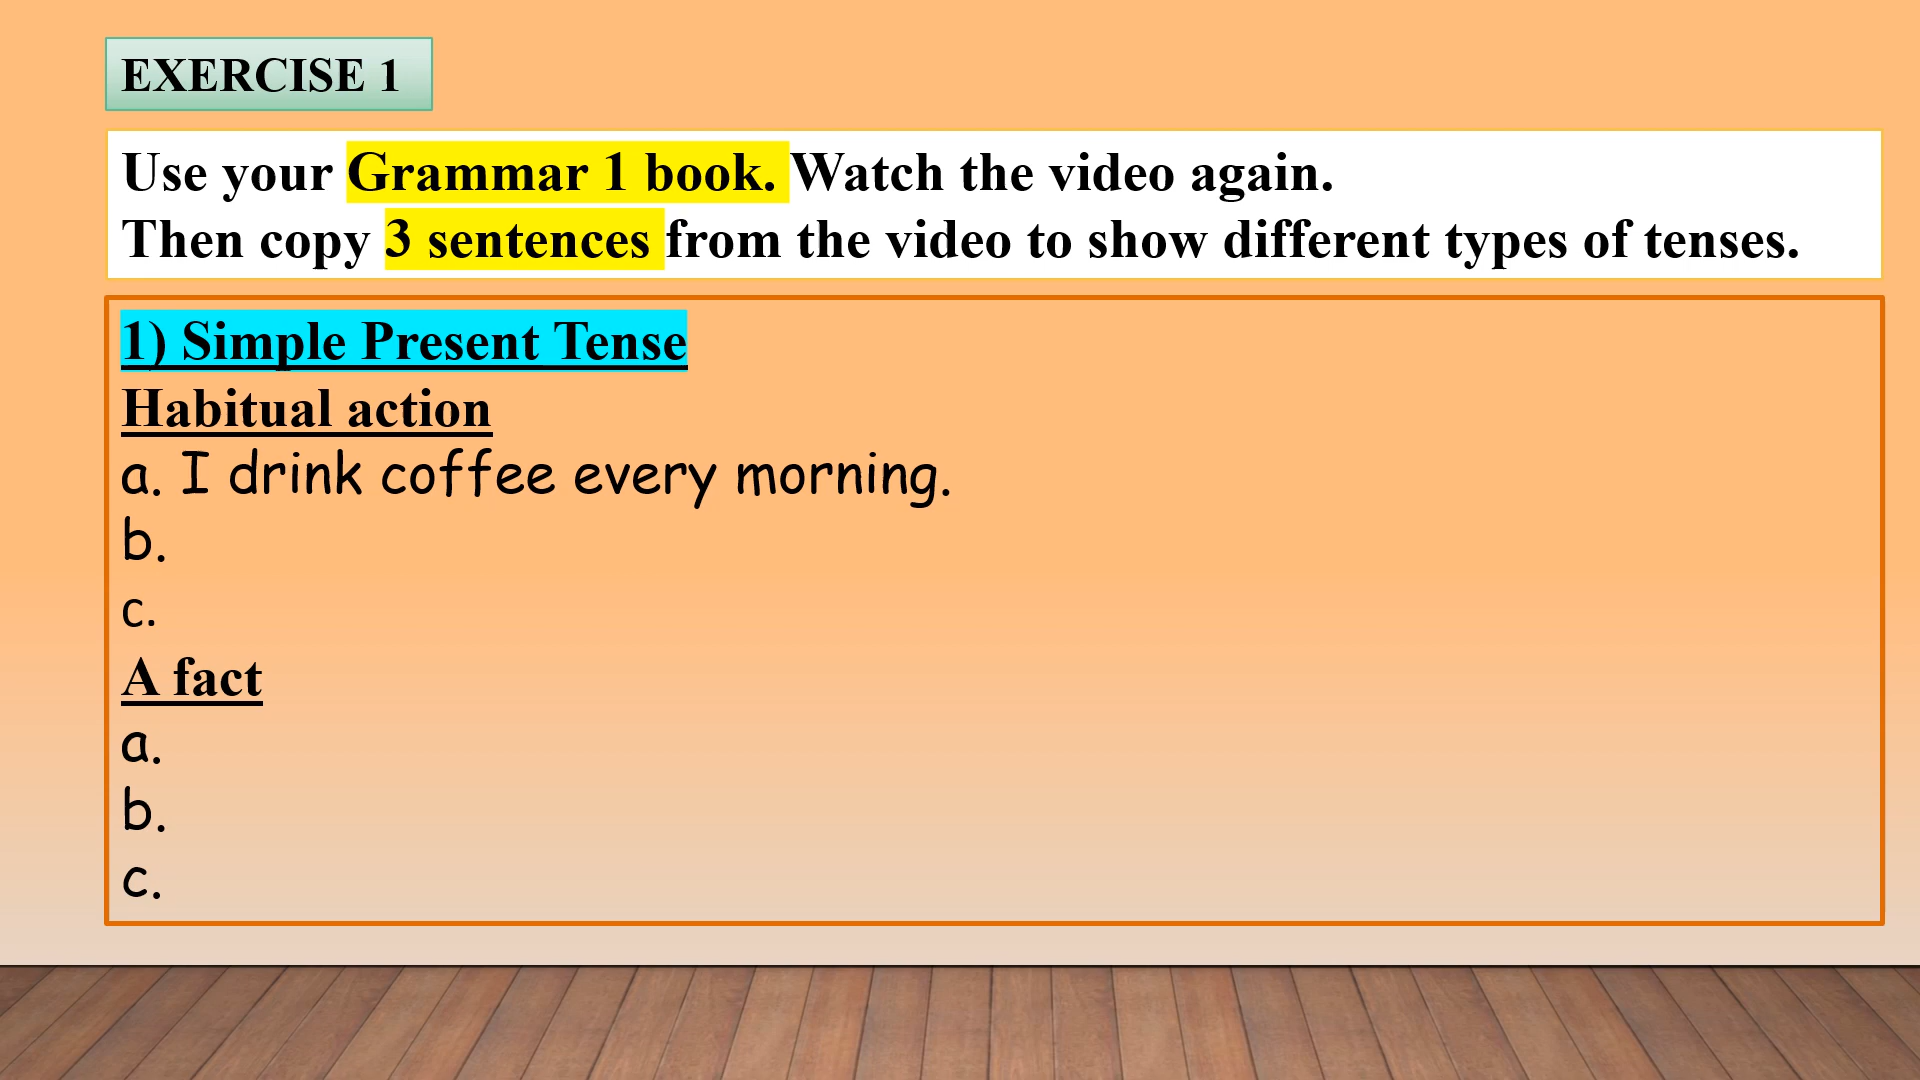 EXERCISE 1
Use your Grammar 1 book. Watch the video again.
Then copy 3 sentences from the video to show different types of tenses.
1) Simple Present Tense
Habitual action
a. I drink coffee every morning.
b.
c.
A fact
a.
b.
c.